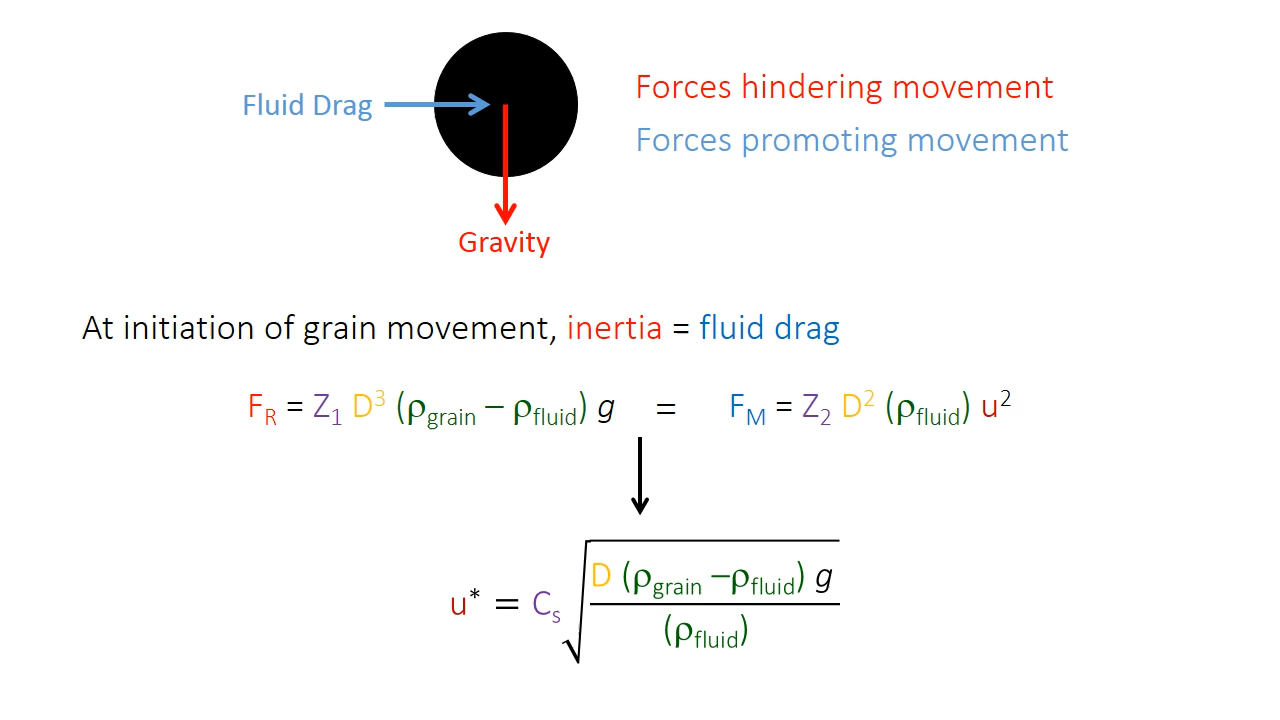 Fluid Drag
Forces hindering movement
Forces promoting movement
Gravity
At initiation of grain movement, inertia = fluid drag
F_R = Z_1 D^3 (ρ_grain – ρ_fluid) g = F_M = Z_2 D^2 (ρ_fluid) u^2
u* = C_s √
D (ρ_grain –ρ_fluid) g
(ρ_fluid)